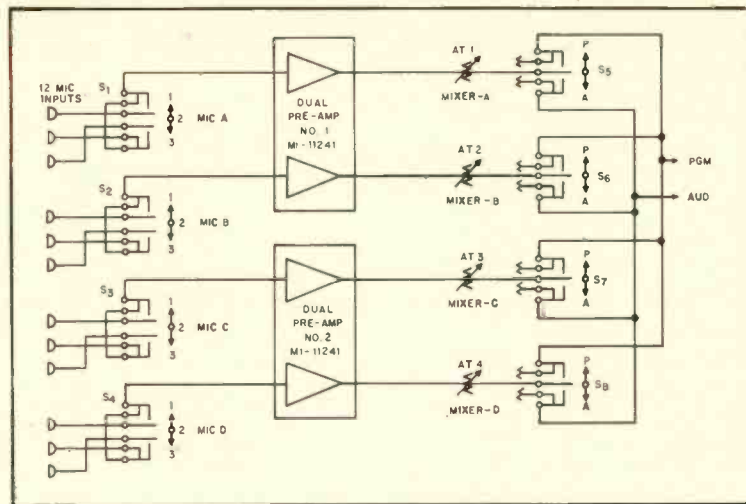 12 MIC
INPUTS
S1
1
2
3
MIC A
DUAL
PRE-AMP
NO. 1
MI-11241
AT 1
MIXER-A
P
S5
A
S2
1
2
3
MIC B
AT 2
MIXER-B
P
S6
A
PGM
AUD
S3
1
2
3
MIC C
DUAL
PRE-AMP
NO. 2
MI-11241
AT 3
MIXER-C
P
S7
A
S4
1
2
3
MIC D
AT 4
MIXER-D
P
S8
A